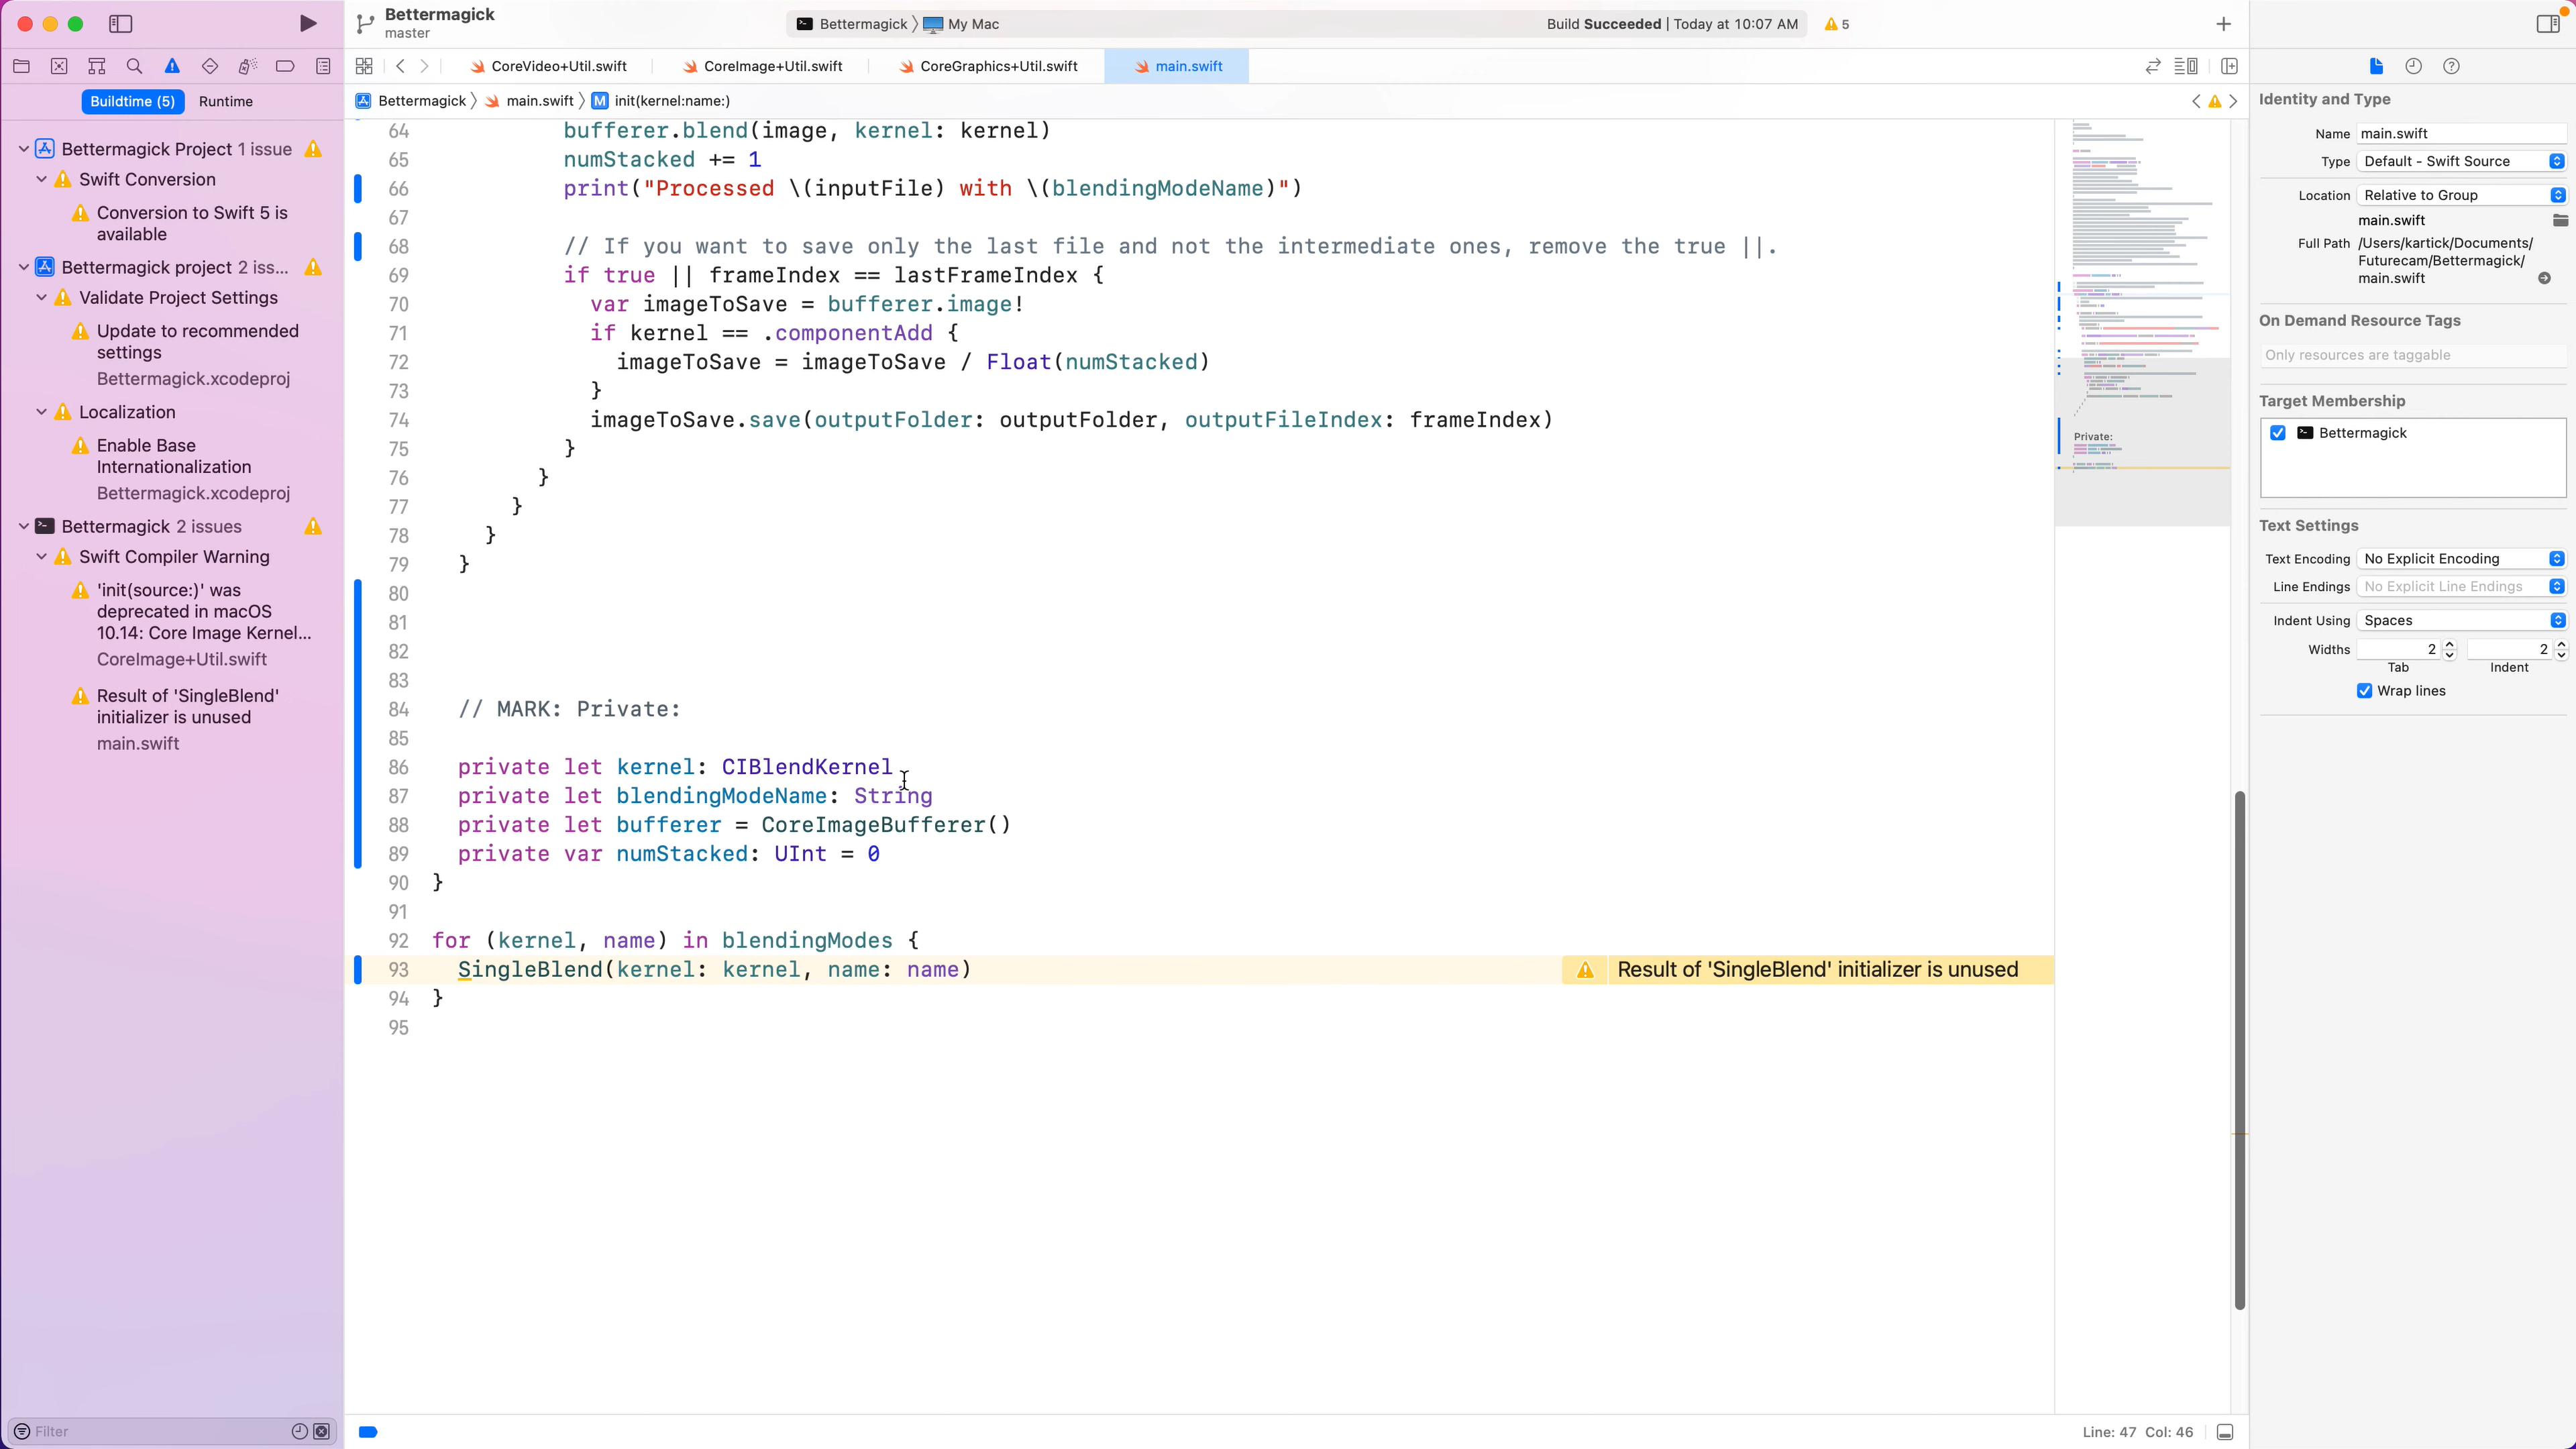 Bettermagick
master
Bettermagick 〉 My Mac
Build Succeeded | Today at 10:07 AM
5
CoreVideo+Util.swift
CoreImage+Util.swift
CoreGraphics+Util.swift
main.swift
Buildtime (5)
Runtime
Bettermagick 〉 main.swift 〉 M init(kernel:name:)
Bettermagick Project 1 issue
Swift Conversion
Conversion to Swift 5 is
available
Bettermagick project 2 iss...
Validate Project Settings
Update to recommended
settings
Bettermagick.xcodeproj
Localization
Enable Base
Internationalization
Bettermagick.xcodeproj
Bettermagick 2 issues
Swift Compiler Warning
'init(source:)' was
deprecated in macOS
10.14: Core Image Kernel...
CoreImage+Util.swift
Result of 'SingleBlend'
initializer is unused
main.swift
Filter
64 bufferer.blend(image, kernel: kernel)
65 numStacked += 1
66 print("Processed \(inputFile) with \(blendingModeName)")
67
68 // If you want to save only the last file and not the intermediate ones, remove the true ||.
69 if true || frameIndex == lastFrameIndex {
70 var imageToSave = bufferer.image!
71 if kernel == .componentAdd {
72 imageToSave = imageToSave / Float(numStacked)
73 }
74 imageToSave.save(outputFolder: outputFolder, outputFileIndex: frameIndex)
75 }
76 }
77 }
78 }
79 }
80
81
82
83
84 // MARK: Private:
85
86 private let kernel: CIBlendKernel
87 private let blendingModeName: String
88 private let bufferer = CoreImageBufferer()
89 private var numStacked: UInt = 0
90 }
91
92 for (kernel, name) in blendingModes {
93 SingleBlend(kernel: kernel, name: name)
Result of 'SingleBlend' initializer is unused
94 }
95
Private:
Line: 47 Col: 46
Identity and Type
Name main.swift
Type Default - Swift Source
Location Relative to Group
main.swift
Full Path /Users/kartick/Documents/
Futurecam/Bettermagick/
main.swift
On Demand Resource Tags
Only resources are taggable
Target Membership
Bettermagick
Text Settings
Text Encoding No Explicit Encoding
Line Endings No Explicit Line Endings
Indent Using Spaces
Widths 2 2
Tab Indent
Wrap lines